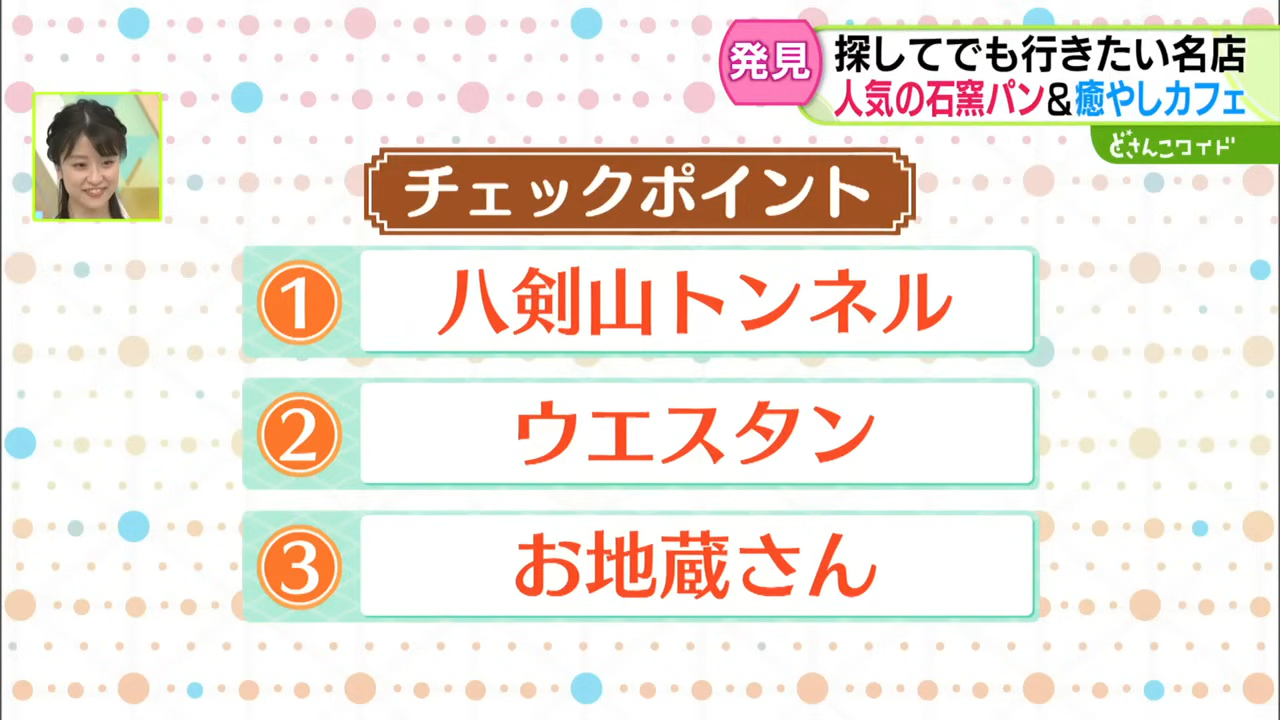 発見
探してでも行きたい名店
人気の石窯パン&癒やしカフェ
どさんこワイド
チェックポイント
1 八剣山トンネル
2 ウエスタン
3 お地蔵さん